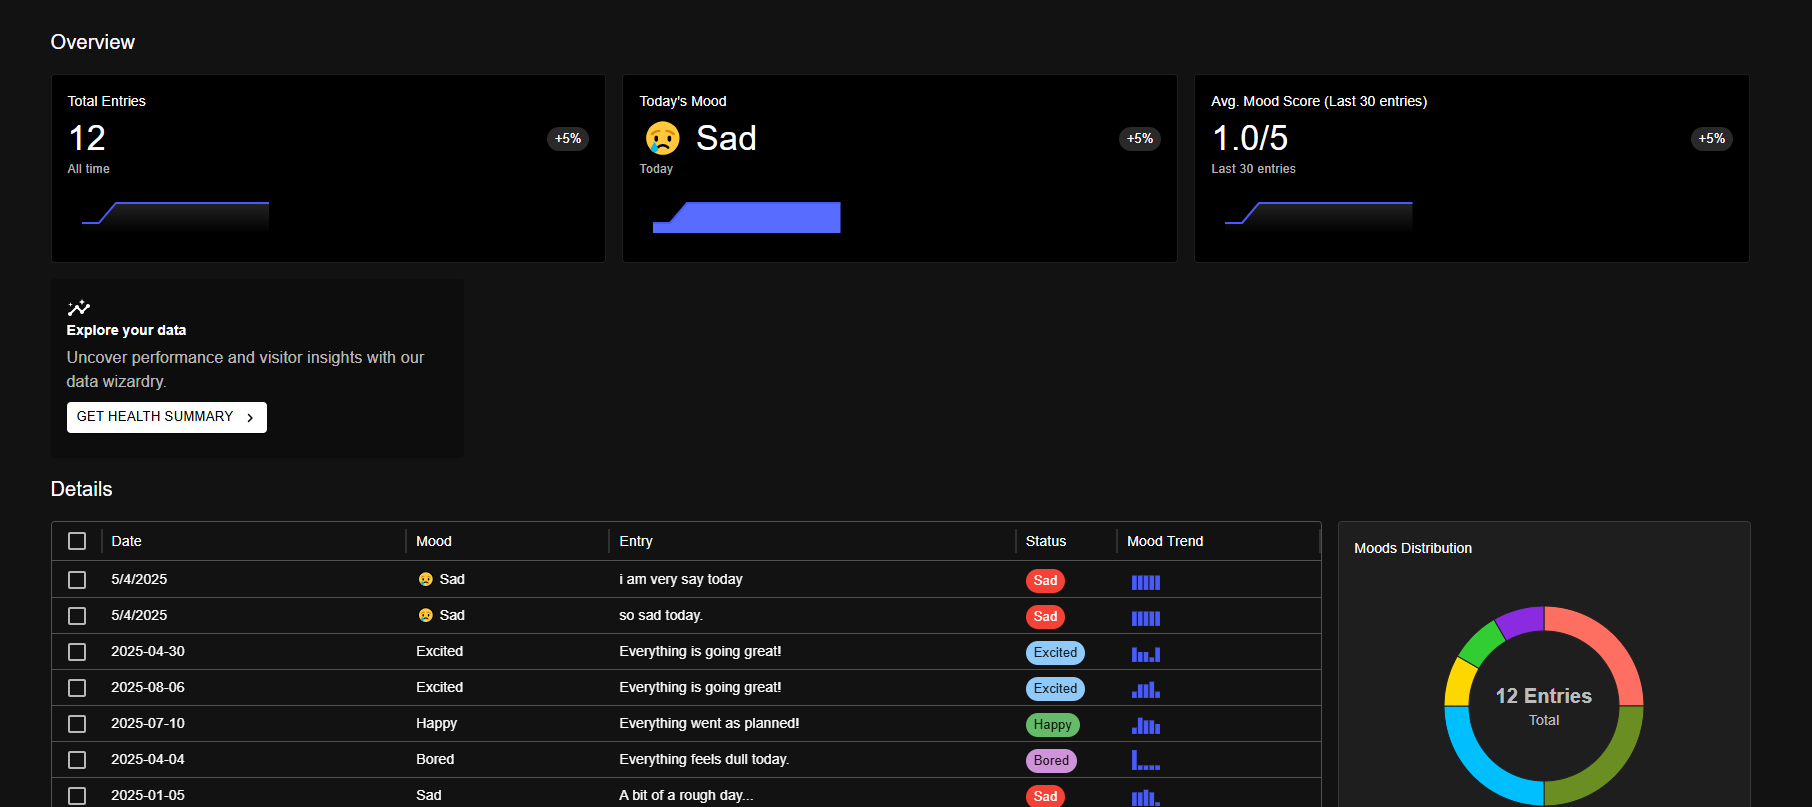 Overview
Total Entries
12
+5%
All time
Today's Mood
Sad
+5%
Today
Avg. Mood Score (Last 30 entries)
1.0/5
+5%
Last 30 entries
Explore your data
Uncover performance and visitor insights with our
data wizardry.
GET HEALTH SUMMARY
Details
Date Mood Entry Status Mood Trend
5/4/2025 Sad i am very say today Sad
5/4/2025 Sad so sad today. Sad
2025-04-30 Excited Everything is going great! Excited
2025-08-06 Excited Everything is going great! Excited
2025-07-10 Happy Everything went as planned! Happy
2025-04-04 Bored Everything feels dull today. Bored
2025-01-05 Sad A bit of a rough day... Sad
Moods Distribution
12 Entries
Total